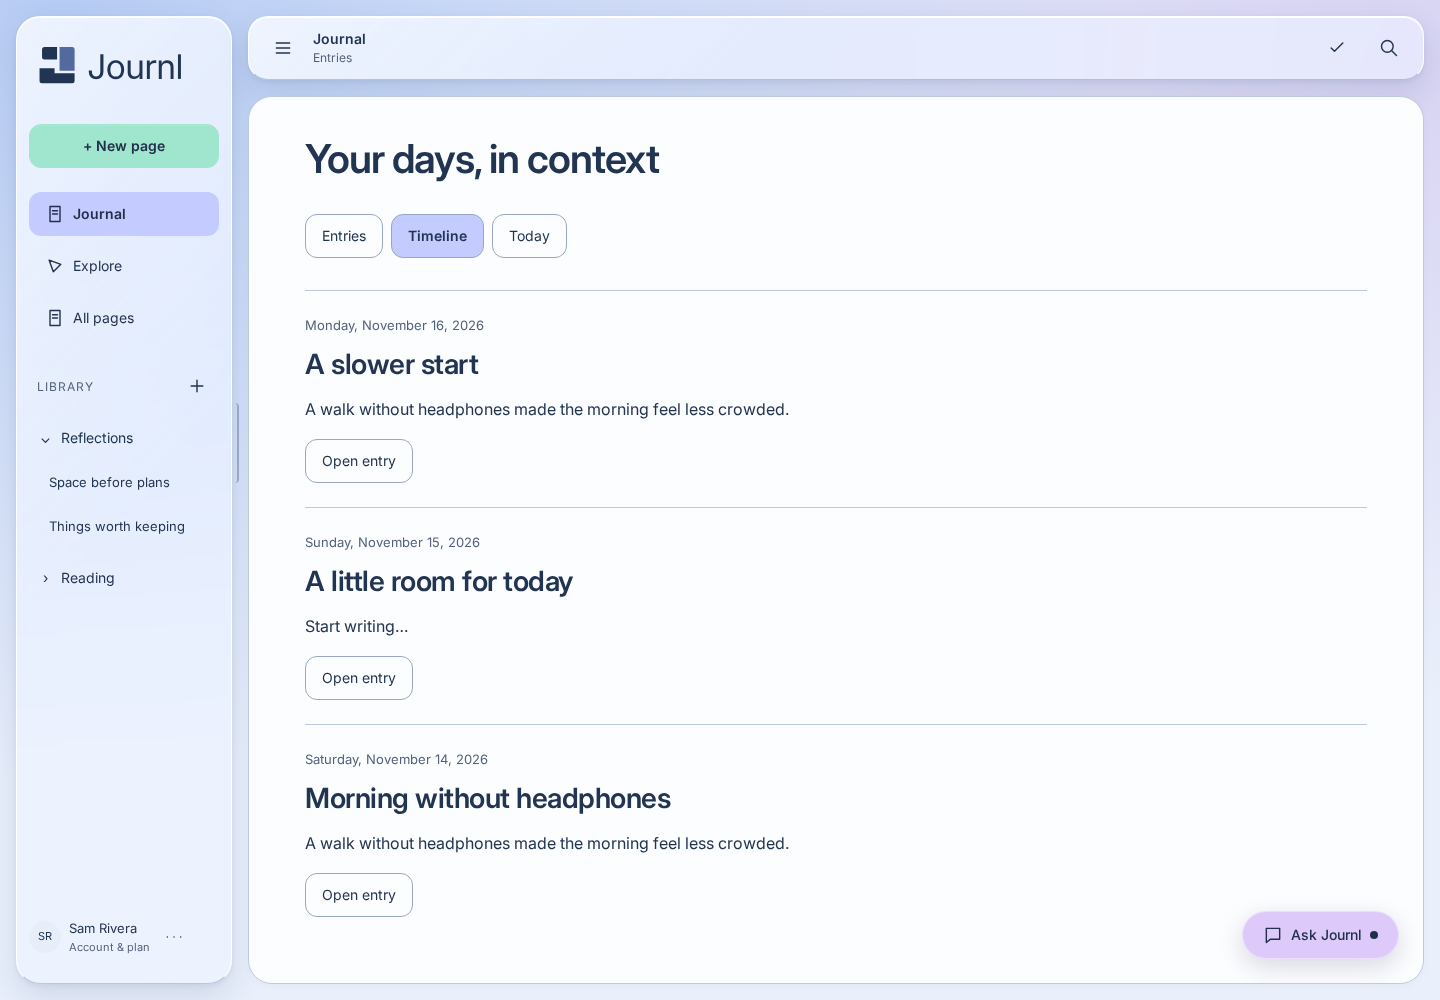 Journl
+ New page
Journal
Explore
All pages
LIBRARY
Reflections
Space before plans
Things worth keeping
Reading
SR
Sam Rivera
Account & plan
...
Journal
Entries
Your days, in context
Entries
Timeline
Today
Monday, November 16, 2026
A slower start
A walk without headphones made the morning feel less crowded.
Open entry
Sunday, November 15, 2026
A little room for today
Start writing...
Open entry
Saturday, November 14, 2026
Morning without headphones
A walk without headphones made the morning feel less crowded.
Open entry
Ask Journl